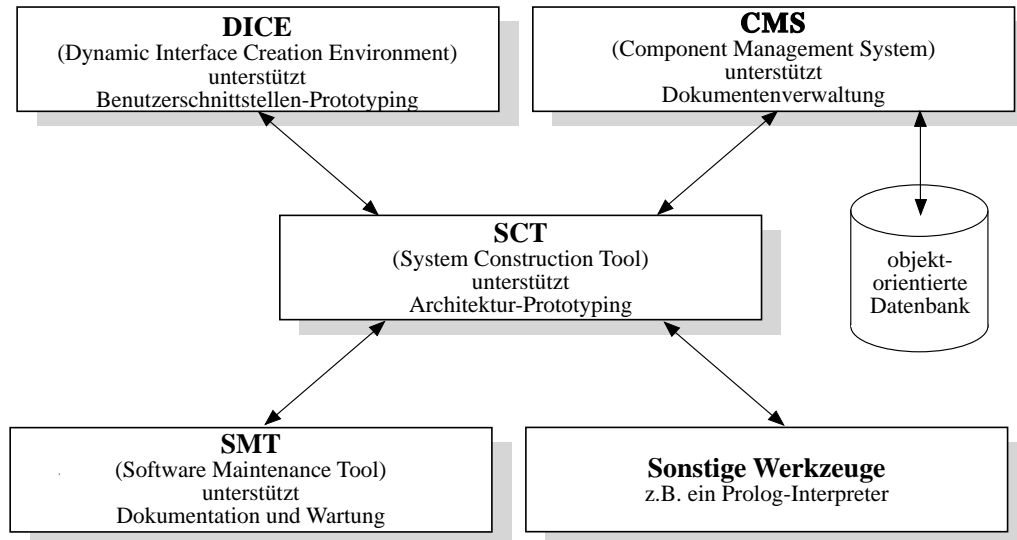 DICE
(Dynamic Interface Creation Environment)
unterstützt
Benutzerschnittstellen-Prototyping
CMS
(Component Management System)
unterstützt
Dokumentenverwaltung
SCT
(System Construction Tool)
unterstützt
Architektur-Prototyping
objekt-
orientierte
Datenbank
SMT
(Software Maintenance Tool)
unterstützt
Dokumentation und Wartung
Sonstige Werkzeuge
z.B. ein Prolog-Interpreter